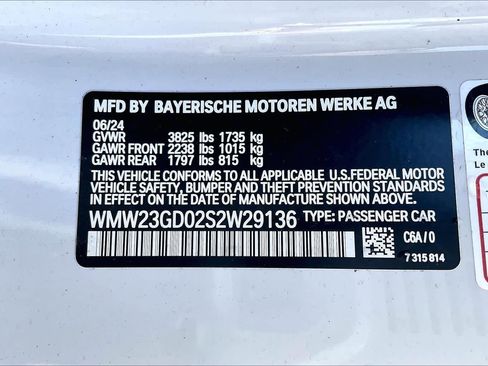 MFD BY BAYERISCHE MOTOREN WERKE AG
06/24
GVWR 3825 lbs 1735 kg
GAWR FRONT 2238 lbs 1015 kg
GAWR REAR 1797 lbs 815 kg
THIS VEHICLE CONFORMS TO ALL APPLICABLE
U.S.FEDERAL MOTOR
VEHICLE SAFETY, BUMPER AND THEFT PREVENTION STANDARDS
IN EFFECT ON THE DATE OF MANUFACTURE SHOWN ABOVE.
WMW23GD02S2W29136 TYPE: PASSENGER CAR
C6A / 0
7 315 814
The
Le